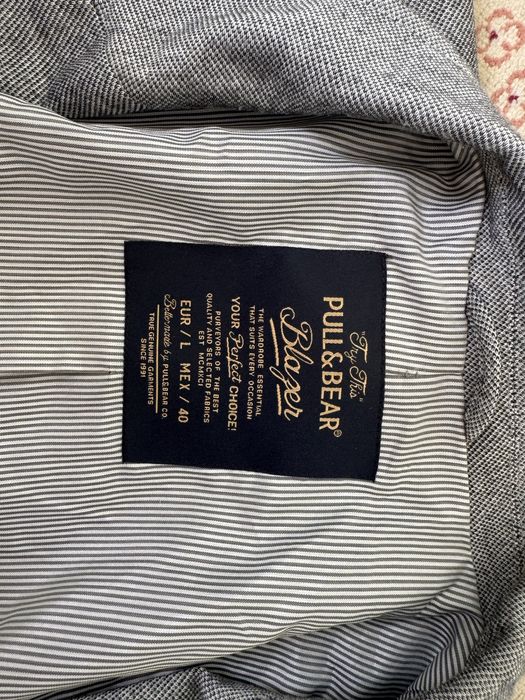 "Try This"
PULL&BEAR®
Blazer
THE WARDROBE ESSENTIAL
THAT SUITS EVERY OCCASION
YOUR Perfect CHOICE!
PURVEYORS OF THE BEST
QUALITY AND SELECTED FABRICS
EST MCMXCI
EUR / L MEX / 40
Better made by PULL&BEAR CO.
TRUE GENUINE GARMENTS
SINCE 1991